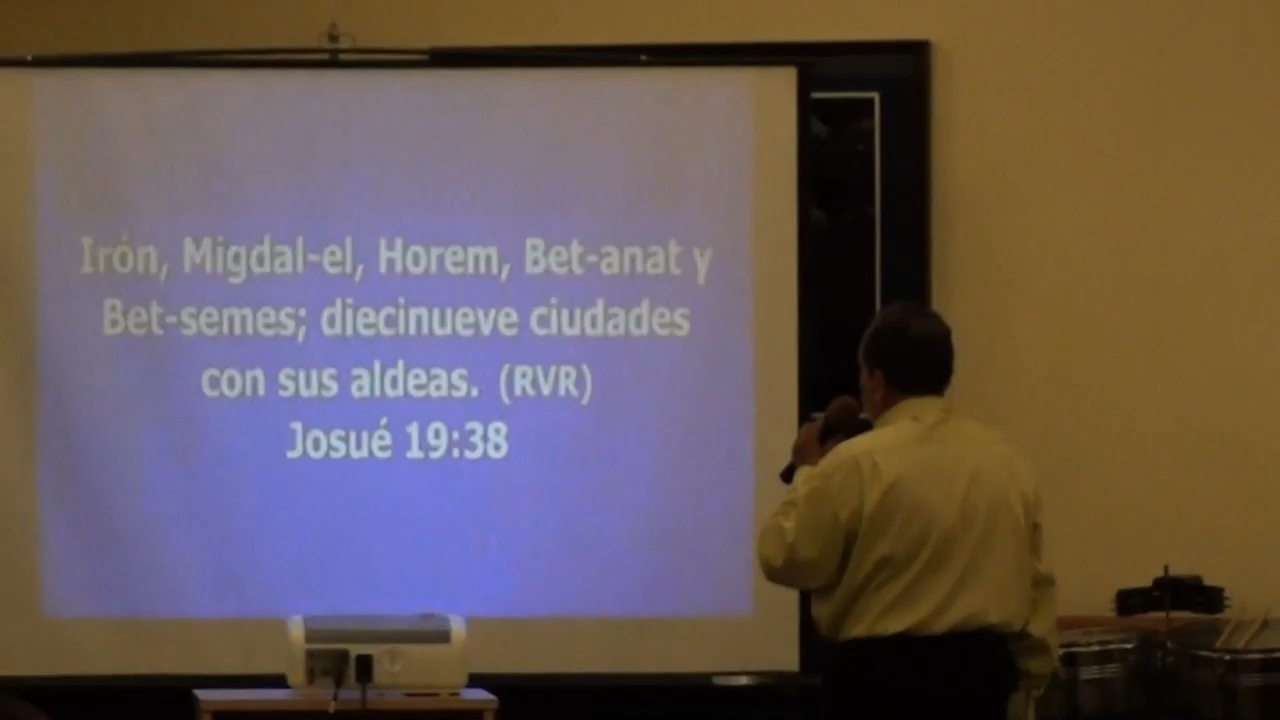 Irón, Migdal-el, Horem, Bet-anat y
Bet-semes; diecinueve ciudades
con sus aldeas. (RVR)
Josué 19:38